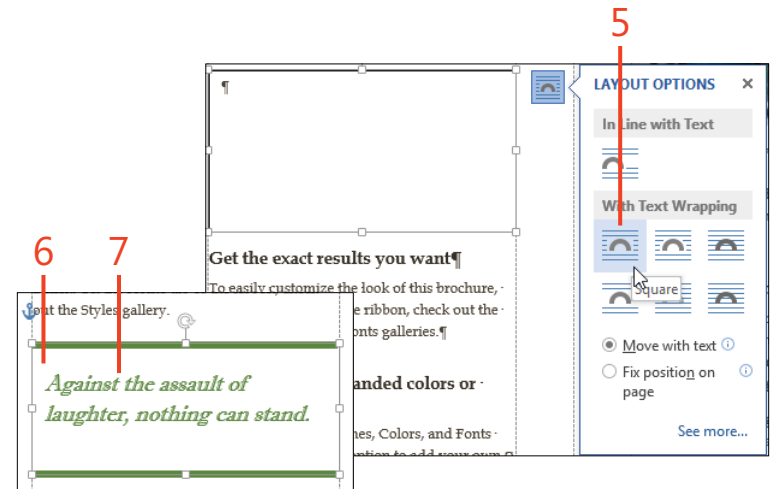 5
LAYOUT OPTIONS ×
In Line with Text
With Text Wrapping
Square
Move with text
Fix position on
page
See more...
¶
Get the exact results you want¶
To easily customize the look of this brochure, ·
e ribbon, check out the ·
onts galleries.¶
anded colors or ·
nes, Colors, and Fonts ·
6 7
out the Styles gallery.
Against the assault of
laughter, nothing can stand.